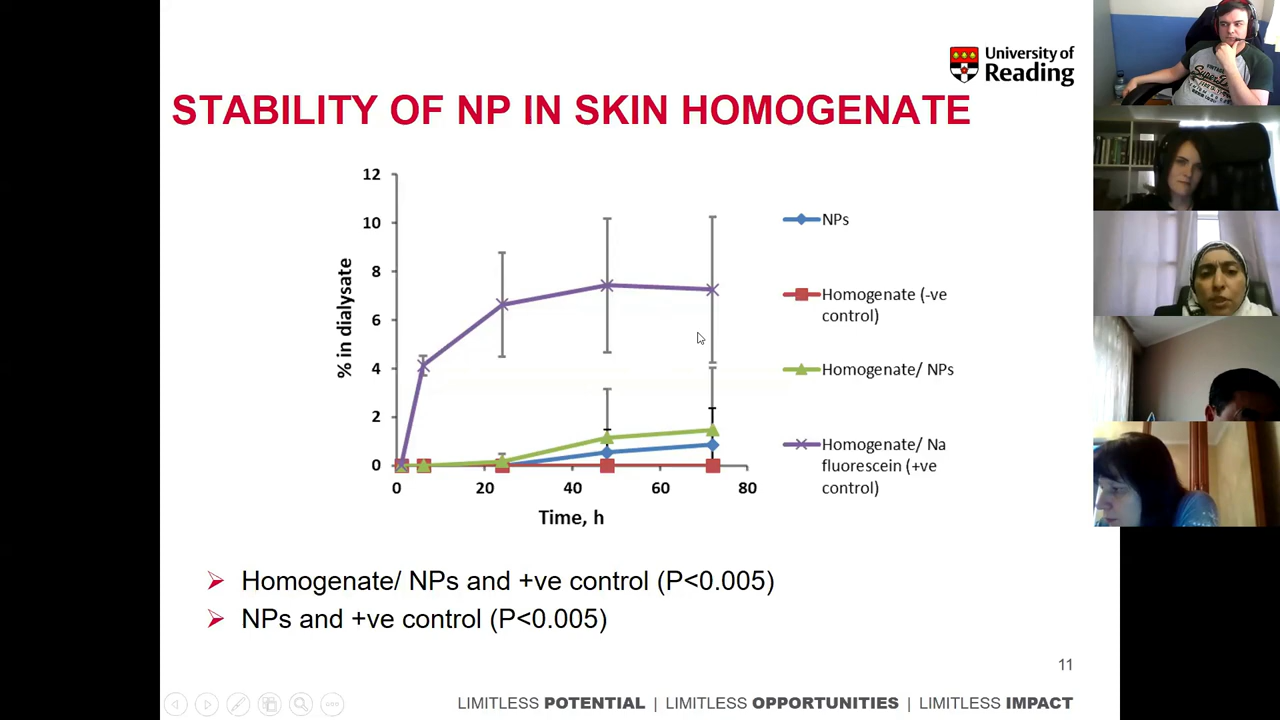 University of
Reading
STABILITY OF NP IN SKIN HOMOGENATE
12
10
8
6
4
2
0
% in dialysate
0
20
40
60
80
Time, h
NPs
Homogenate (-ve
control)
Homogenate/ NPs
Homogenate/ Na
fluorescein (+ve
control)
Homogenate/ NPs and +ve control (P<0.005)
NPs and +ve control (P<0.005)
11
LIMITLESS POTENTIAL | LIMITLESS OPPORTUNITIES | LIMITLESS IMPACT